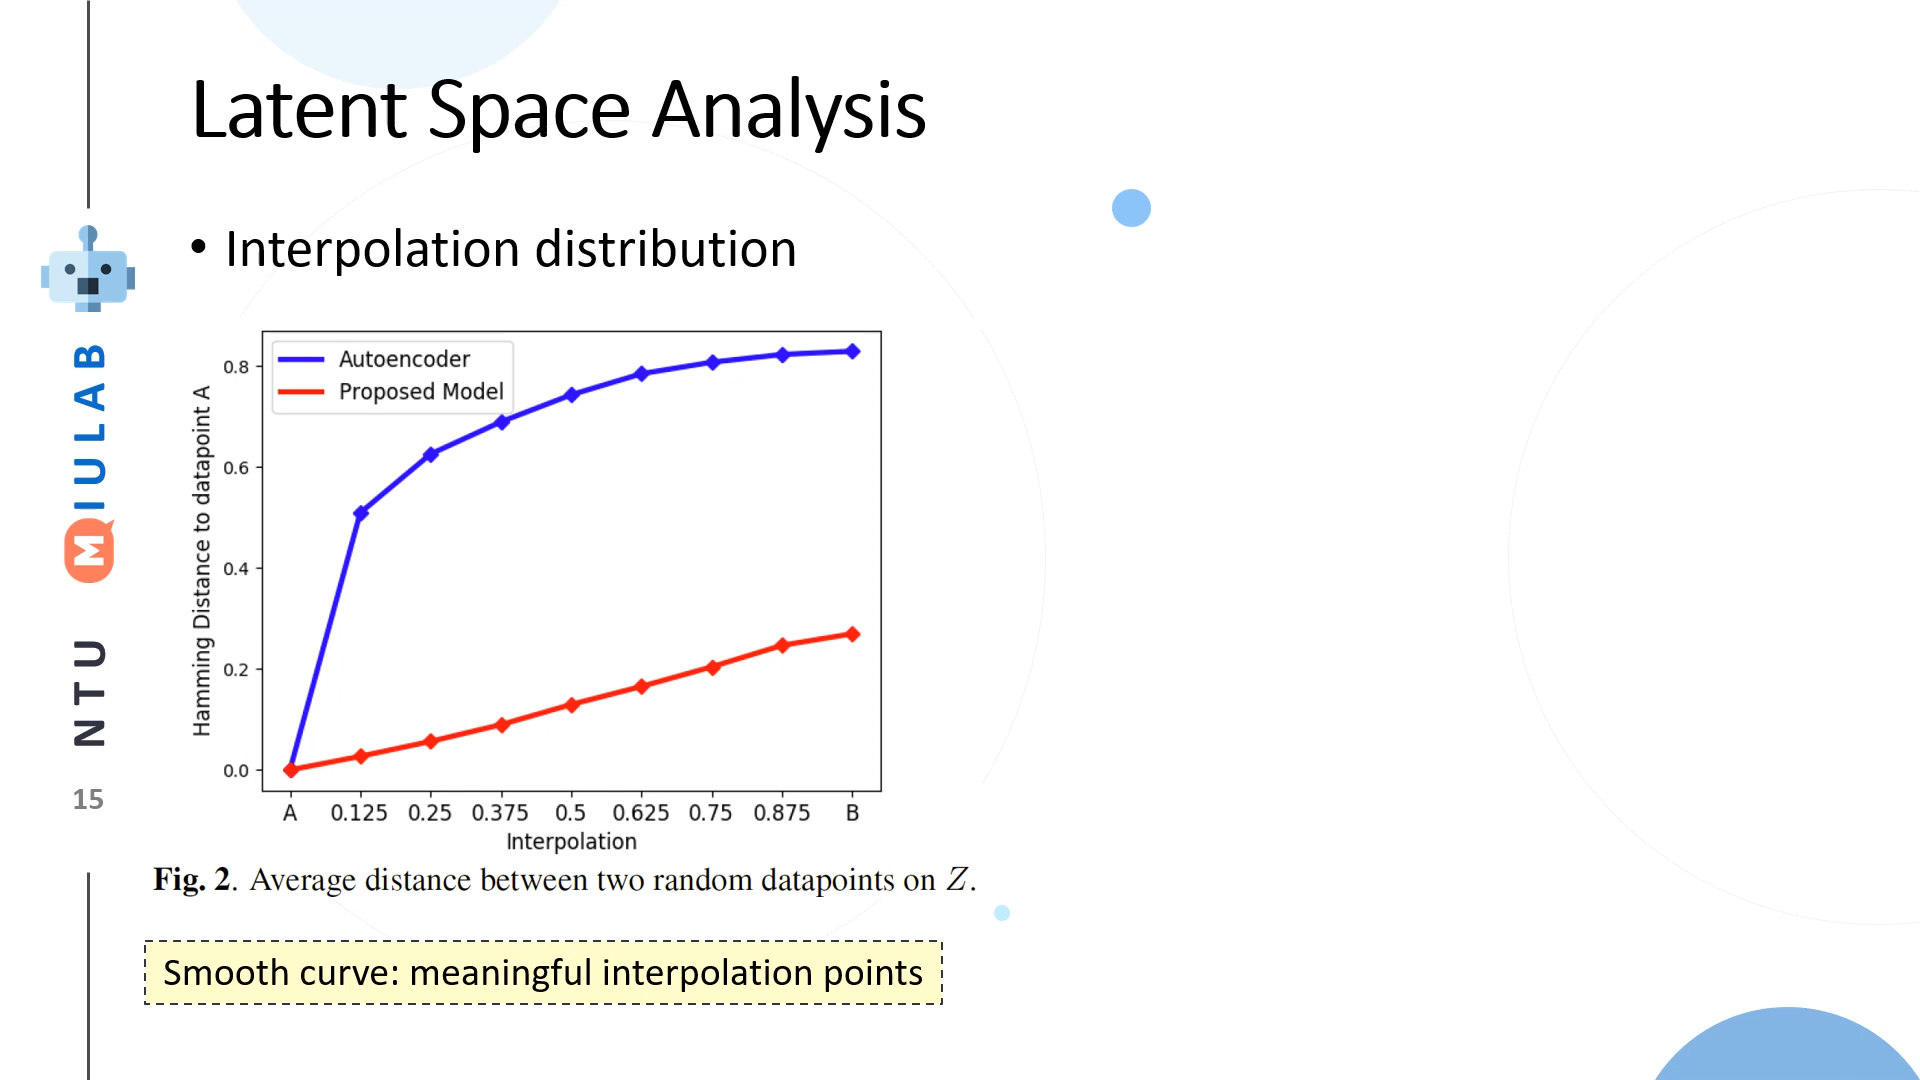 Latent Space Analysis
• Interpolation distribution
Autoencoder
Proposed Model
Hamming Distance to datapoint A
0.8
0.6
0.4
0.2
0.0
A 0.125 0.25 0.375 0.5 0.625 0.75 0.875 B
Interpolation
Fig. 2. Average distance between two random datapoints on Z.
Smooth curve: meaningful interpolation points
NTU MIULAB
15